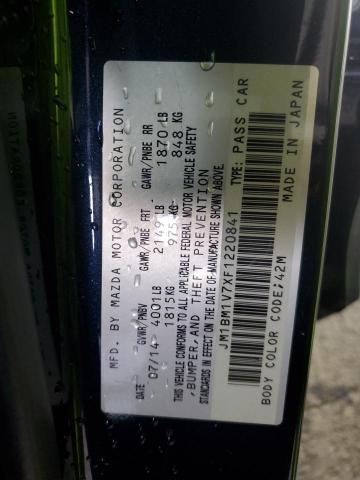 MFD. BY MAZDA MOTOR CORPORATION
GVWR/PNBV GAWR/PNBE FRT GAWR/PNBE RR
DATE 07/14 4001LB 2149LB 1870LB
1815KG 975KG 848KG
THIS VEHICLE CONFORMS TO ALL APPLICABLE FEDERAL MOTOR VEHICLE SAFETY
,BUMPER,AND THEFT PREVENTION
STANDARDS IN EFFECT ON THE DATE OF MANUFACTURE SHOWN ABOVE.
JM1BM1V7XF1220841 TYPE: PASS CAR
BODY COLOR CODE;42M MADE IN JAPAN